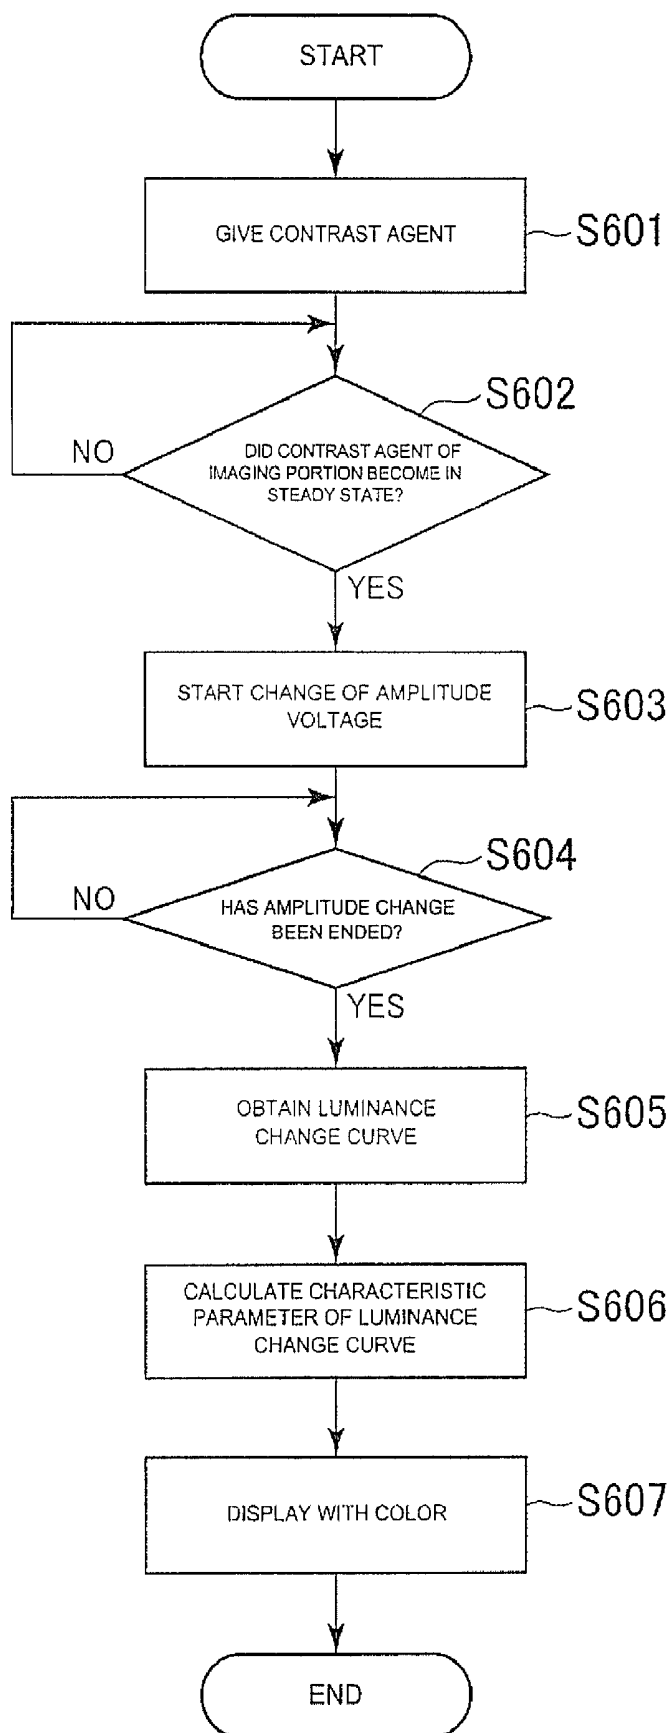 START
GIVE CONTRAST AGENT
S601
S602
DID CONTRAST AGENT OF
IMAGING PORTION BECOME IN
STEADY STATE?
NO
YES
START CHANGE OF AMPLITUDE
VOLTAGE
S603
S604
HAS AMPLITUDE CHANGE
BEEN ENDED?
NO
YES
OBTAIN LUMINANCE
CHANGE CURVE
S605
CALCULATE CHARACTERISTIC
PARAMETER OF LUMINANCE
CHANGE CURVE
S606
DISPLAY WITH COLOR
S607
END